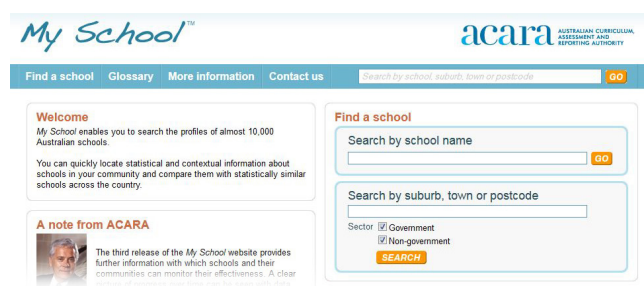 My School™
acara AUSTRALIAN CURRICULUM,
ASSESSMENT AND
REPORTING AUTHORITY
Find a school Glossary More information Contact us Search by school, suburb, town or postcode GO
Welcome
My School enables you to search the profiles of almost 10,000
Australian schools.
You can quickly locate statistical and contextual information about
schools in your community and compare them with statistically similar
schools across the country.
A note from ACARA
The third release of the My School website provides
further information with which schools and their
communities can monitor their effectiveness. A clear
Find a school
Search by school name
GO
Search by suburb, town or postcode
Sector Government
Non-government
SEARCH